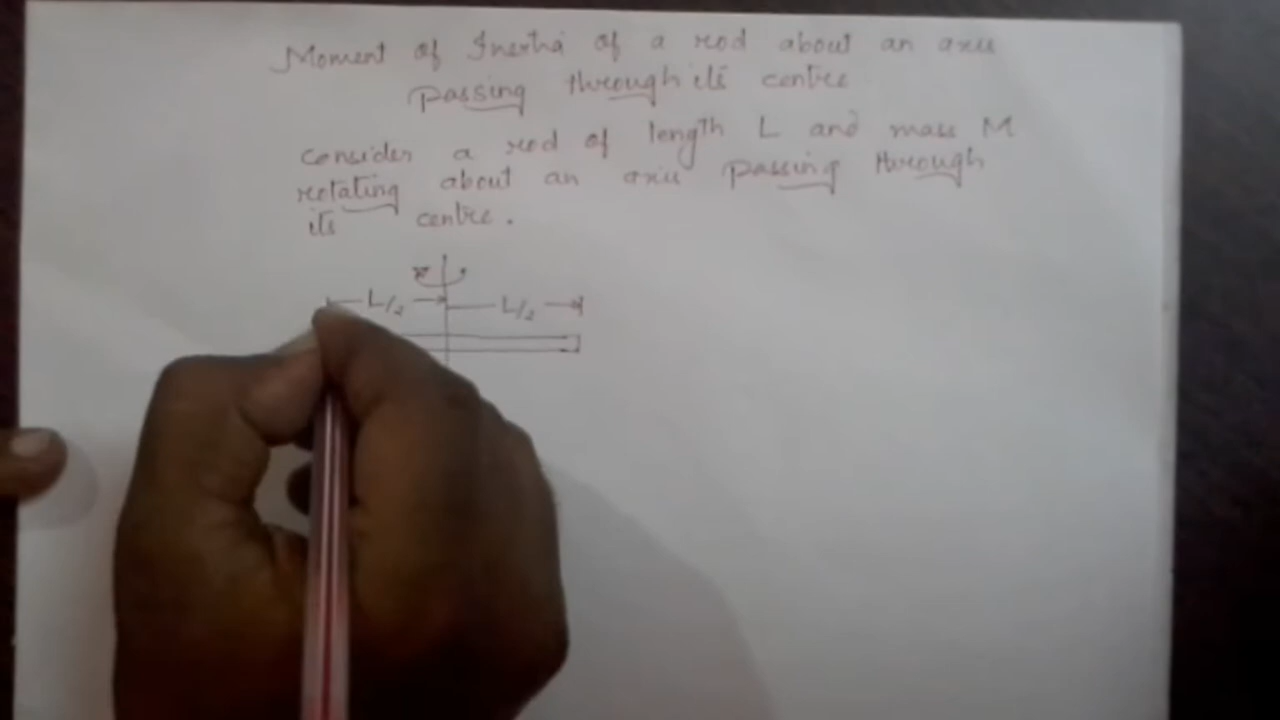 Moment of Inertia of a rod about an axis
passing through its centre
consider a rod of length L and mass M
rotating about an axis passing through
its centre.
L/2 L/2